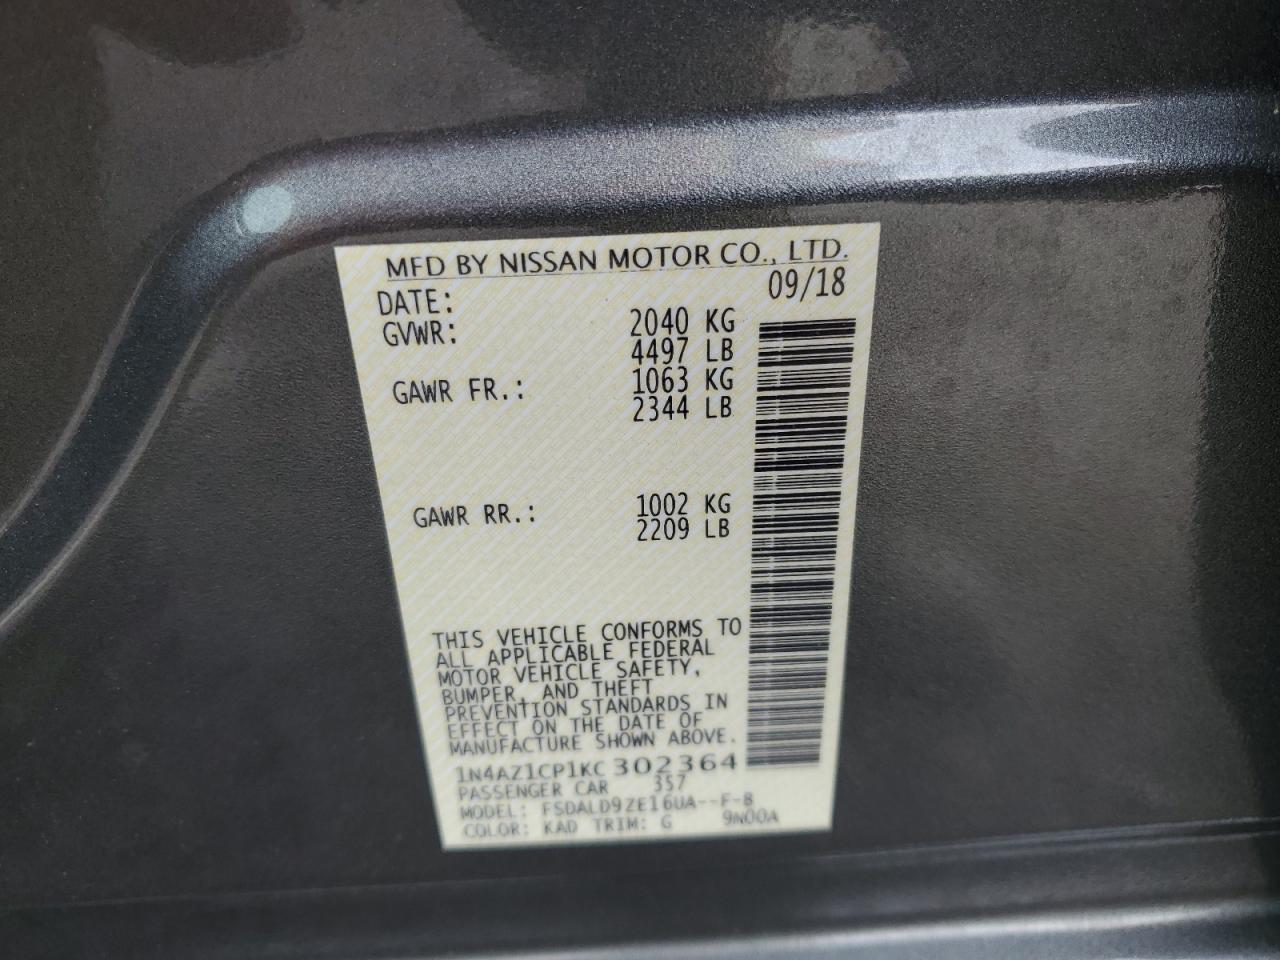 MFD BY NISSAN MOTOR CO., LTD.
DATE: 09/18
GVWR: 2040 KG
4497 LB
GAWR FR.: 1063 KG
2344 LB
GAWR RR.: 1002 KG
2209 LB
THIS VEHICLE CONFORMS TO
ALL APPLICABLE FEDERAL
MOTOR VEHICLE SAFETY,
BUMPER, AND THEFT
PREVENTION STANDARDS IN
EFFECT ON THE DATE OF
MANUFACTURE SHOWN ABOVE.
1N4AZ1CP1KC302364
PASSENGER CAR 357
MODEL: FSDALD9ZE16UA--F-B
COLOR: KAD TRIM: G 9N00A